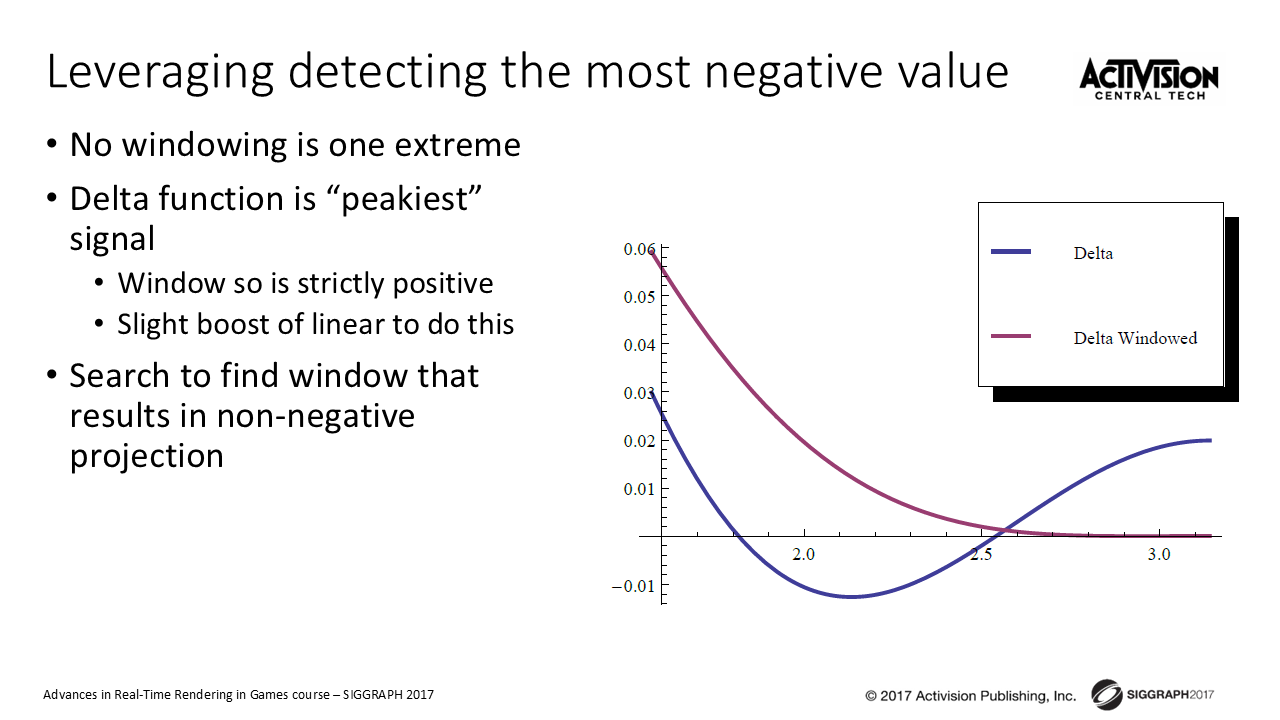 Leveraging detecting the most negative value
ACTIVISION
CENTRAL TECH
• No windowing is one extreme
• Delta function is “peakiest”
signal
• Window so is strictly positive
• Slight boost of linear to do this
• Search to find window that
results in non-negative
projection
Delta
Delta Windowed
0.06
0.05
0.04
0.03
0.02
0.01
−0.01
2.0
2.5
3.0
Advances in Real-Time Rendering in Games course – SIGGRAPH 2017
© 2017 Activision Publishing, Inc.
SIGGRAPH2017